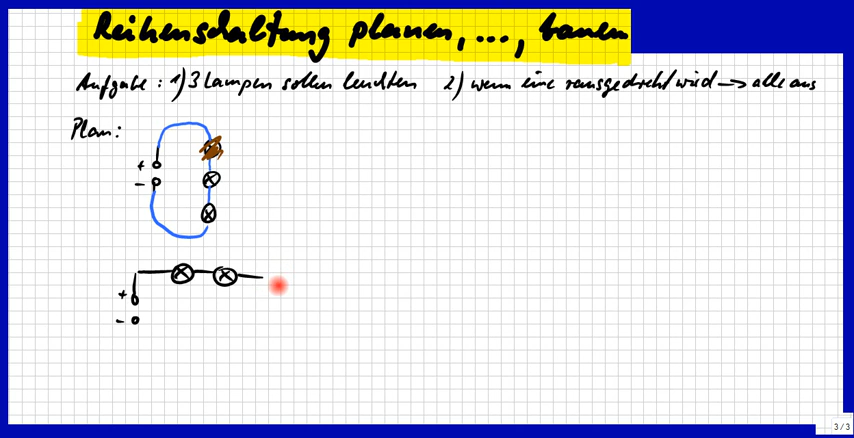 Reihenschaltung planen, ..., bauen
Aufgabe: 1) 3 Lampen sollen leuchten 2) wenn eine rausgedreht wird → alle aus
Plan:
+
-
+
-
3/3